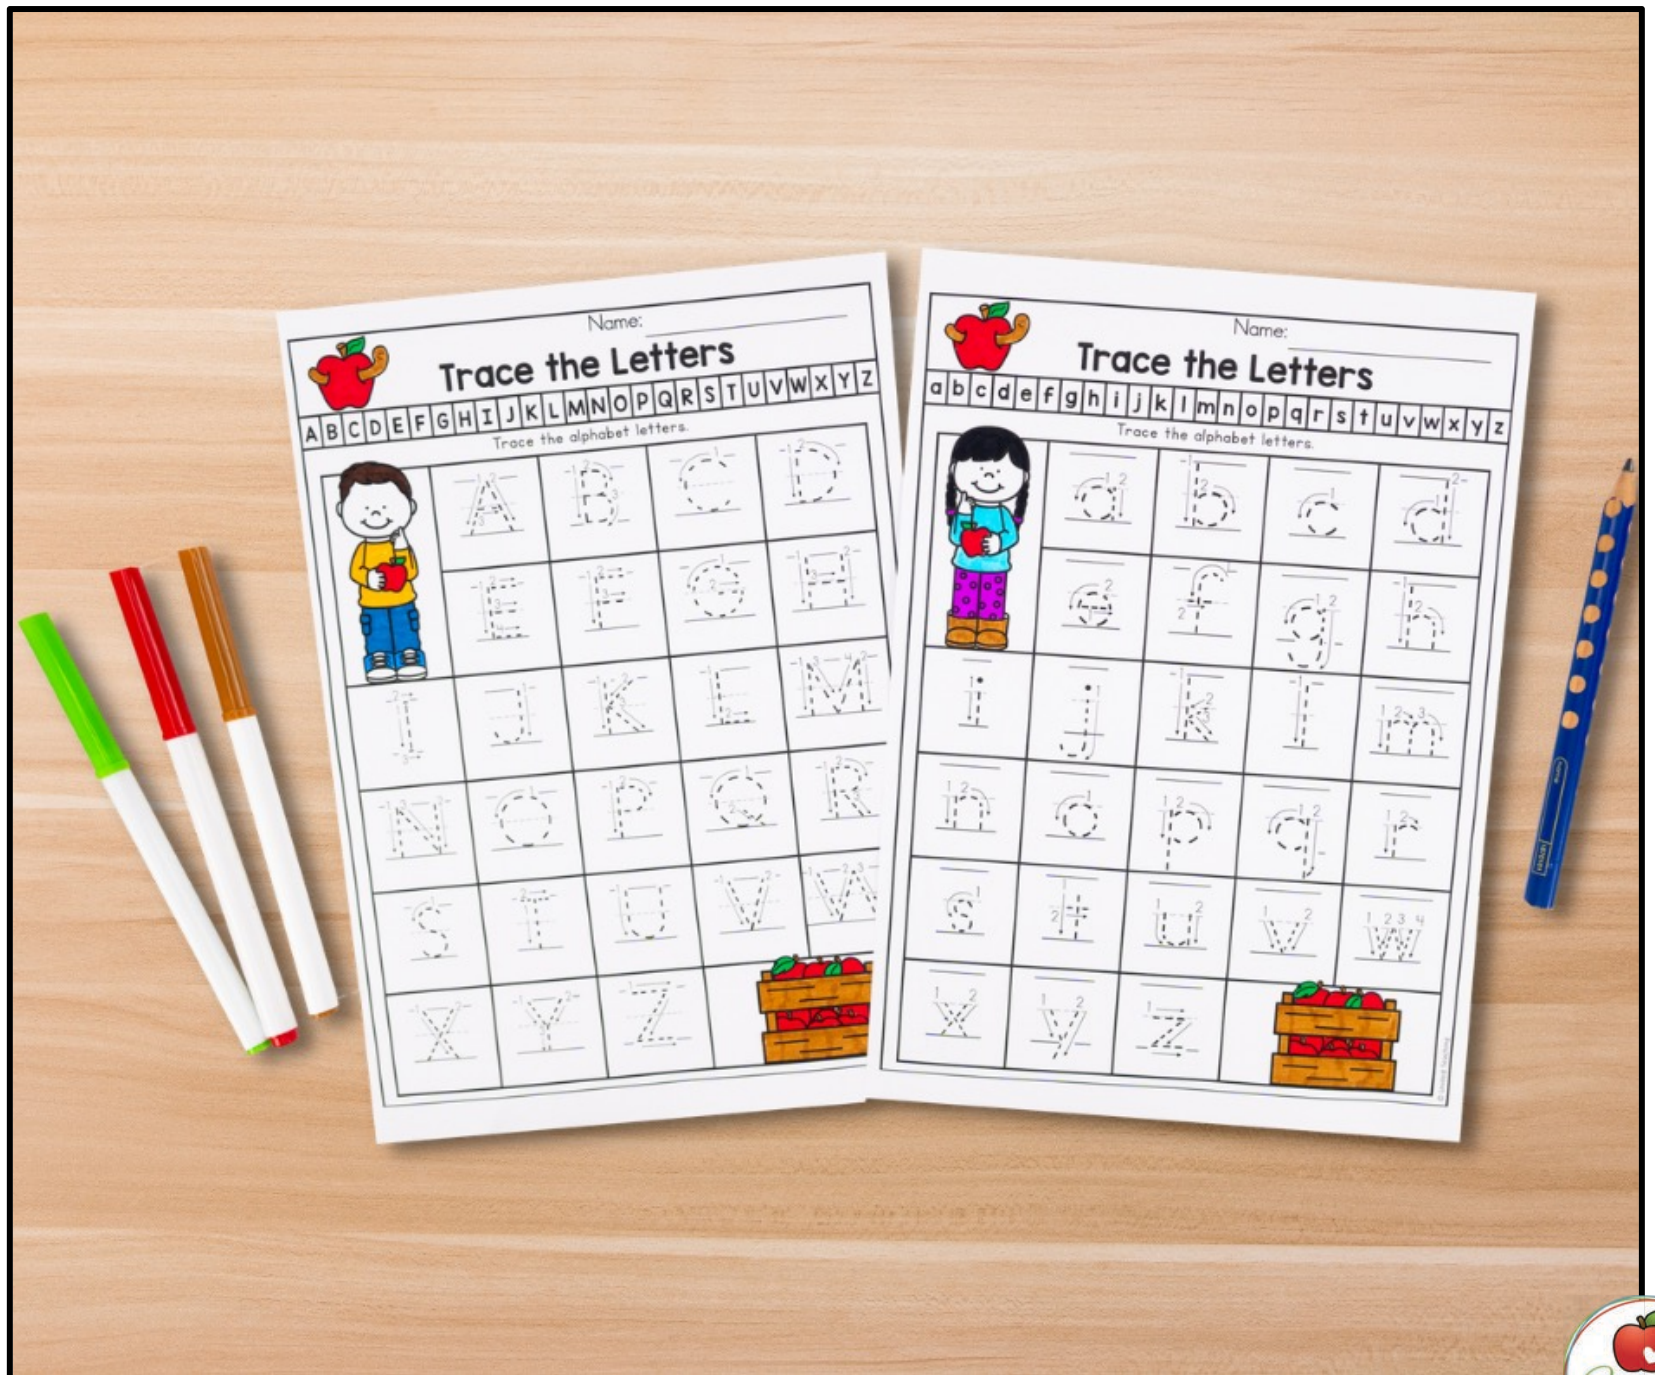 Name:
Trace the Letters
A B C D E F G H I J K L M N O P Q R S T U V W X Y Z
Trace the alphabet letters.
A B C D
E F G H
I J K L M
N O P Q R
S T U V W
X Y Z
Name:
Trace the Letters
a b c d e f g h i j k l m n o p q r s t u v w x y z
Trace the alphabet letters.
a b c d
e f g h
i j k l m
n o p q r
s t u v w
x y z